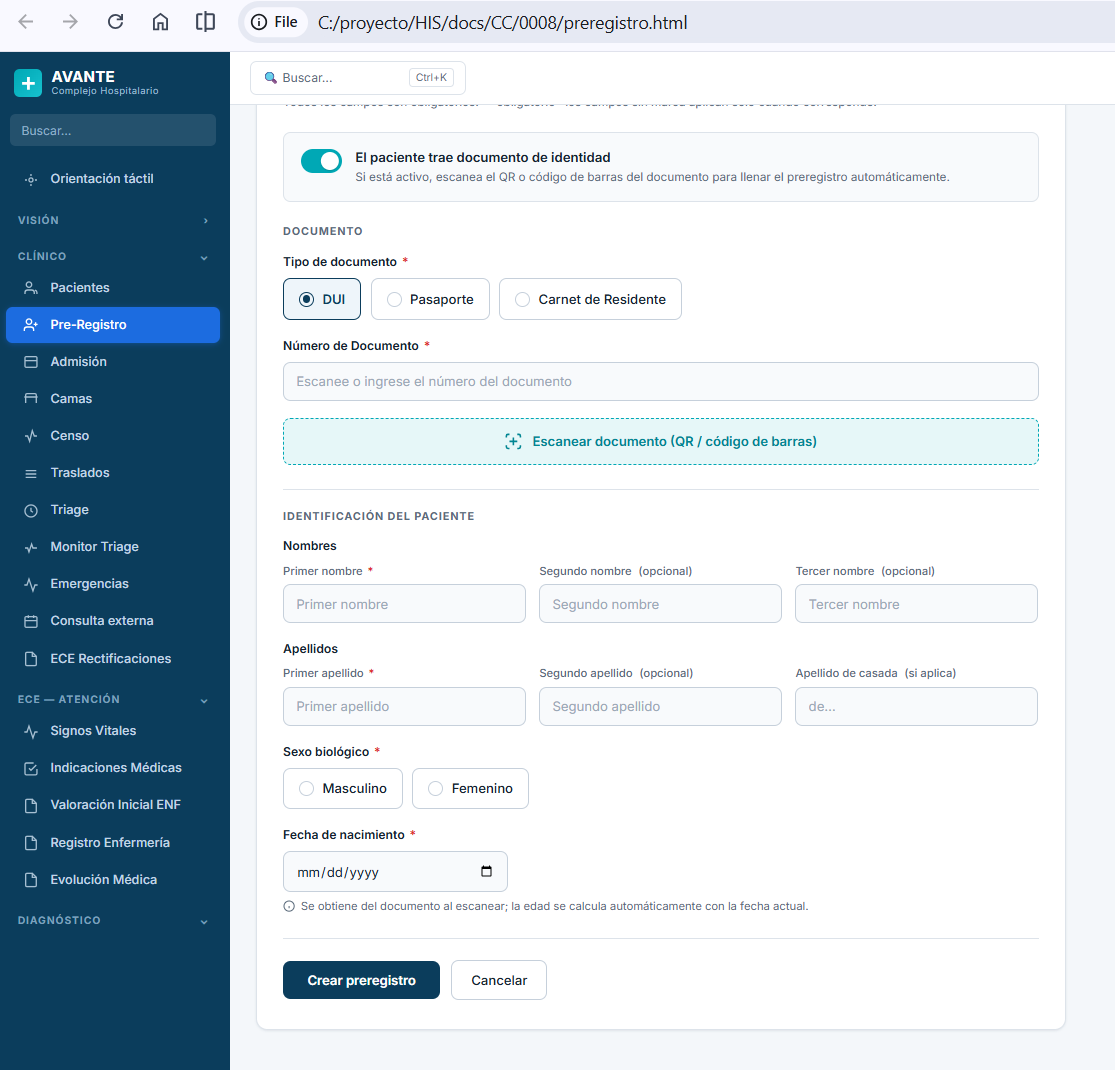 File C:/proyecto/HIS/docs/CC/0008/preregistro.html
AVANTE
Complejo Hospitalario
Buscar...
Orientación táctil
VISIÓN
CLÍNICO
Pacientes
Pre-Registro
Admisión
Camas
Censo
Traslados
Triage
Monitor Triage
Emergencias
Consulta externa
ECE Rectificaciones
ECE — ATENCIÓN
Signos Vitales
Indicaciones Médicas
Valoración Inicial ENF
Registro Enfermería
Evolución Médica
DIAGNÓSTICO
Buscar... Ctrl+K
El paciente trae documento de identidad
Si está activo, escanea el QR o código de barras del documento para llenar el preregistro automáticamente.
DOCUMENTO
Tipo de documento *
DUI Pasaporte Carnet de Residente
Número de Documento *
Escanee o ingrese el número del documento
Escanear documento (QR / código de barras)
IDENTIFICACIÓN DEL PACIENTE
Nombres
Primer nombre * Segundo nombre (opcional) Tercer nombre (opcional)
Primer nombre Segundo nombre Tercer nombre
Apellidos
Primer apellido * Segundo apellido (opcional) Apellido de casada (si aplica)
Primer apellido Segundo apellido de...
Sexo biológico *
Masculino Femenino
Fecha de nacimiento *
mm/dd/yyyy
Se obtiene del documento al escanear; la edad se calcula automáticamente con la fecha actual.
Crear preregistro Cancelar